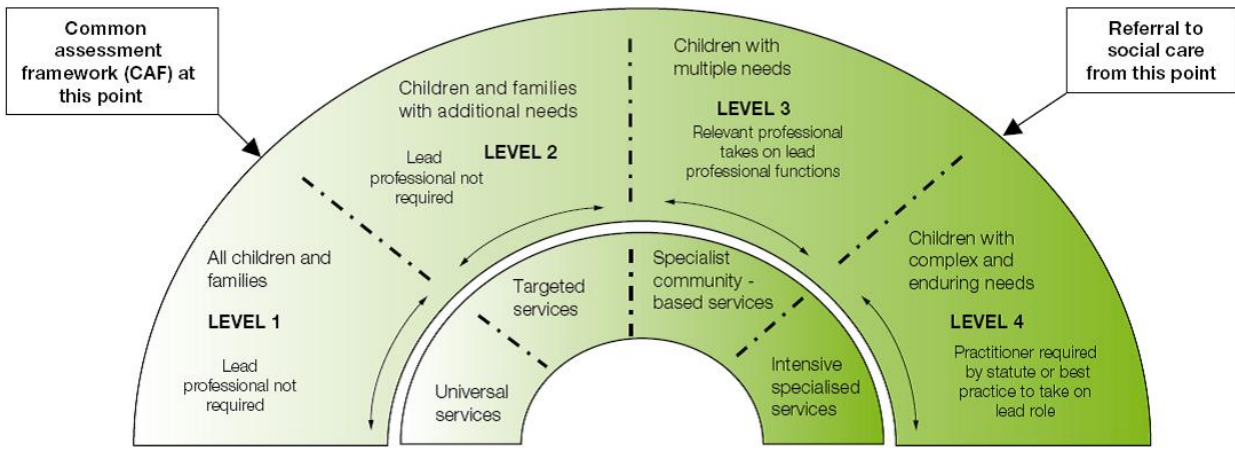 Common
assessment
framework (CAF) at
this point
Referral to
social care
from this point
All children and
families
LEVEL 1
Lead
professional not
required
Children and families
with additional needs
LEVEL 2
Lead
professional not
required
Children with
multiple needs
LEVEL 3
Relevant professional
takes on lead
professional functions
Children with
complex and
enduring needs
LEVEL 4
Practitioner required
by statute or best
practice to take on
lead role
Universal
services
Targeted
services
Specialist
community -
based services
Intensive
specialised
services